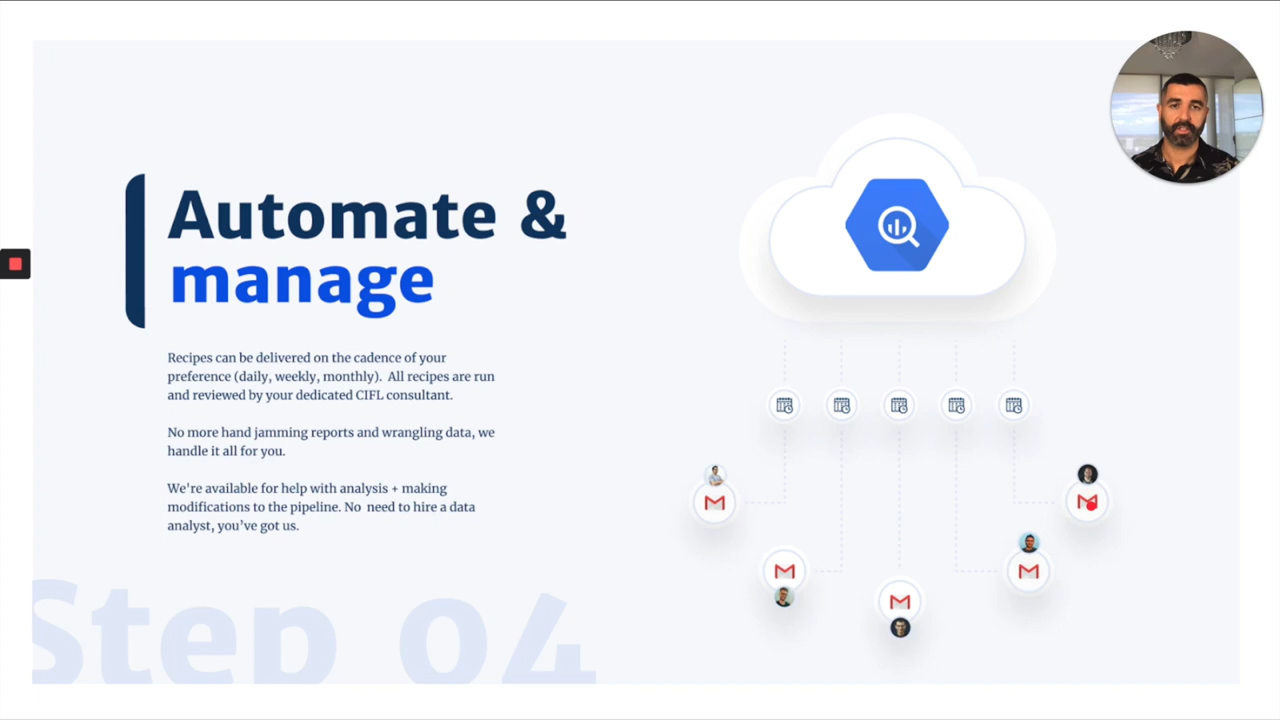 Automate &
manage
Recipes can be delivered on the cadence of your
preference (daily, weekly, monthly).  All recipes are run
and reviewed by your dedicated CIFL consultant.
No more hand jamming reports and wrangling data, we
handle it all for you.
We're available for help with analysis + making
modifications to the pipeline. No  need to hire a data
analyst, you’ve got us.
Step 04